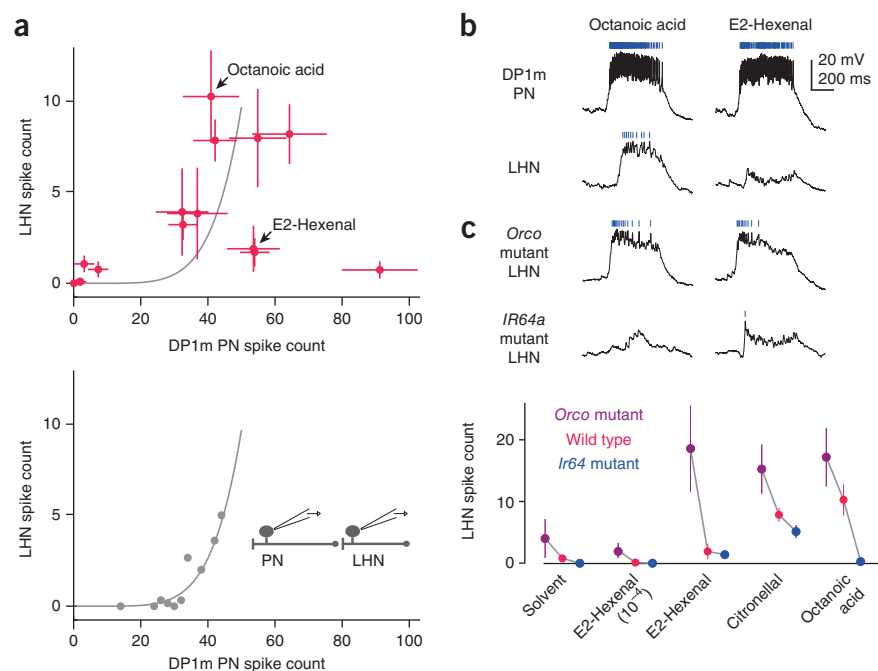 a
LHN spike count
10
5
0
Octanoic acid
E2-Hexenal
0 20 40 60 80 100
DP1m PN spike count
LHN spike count
10
5
0
PN
LHN
0 20 40 60 80 100
DP1m PN spike count
b
Octanoic acid
E2-Hexenal
DP1m
PN
20 mV
200 ms
LHN
c
Orco
mutant
LHN
IR64a
mutant
LHN
LHN spike count
20
10
0
Orco mutant
Wild type
Ir64 mutant
Solvent
E2-Hexenal
(10⁻⁴)
E2-Hexenal
Citronellal
Octanoic
acid